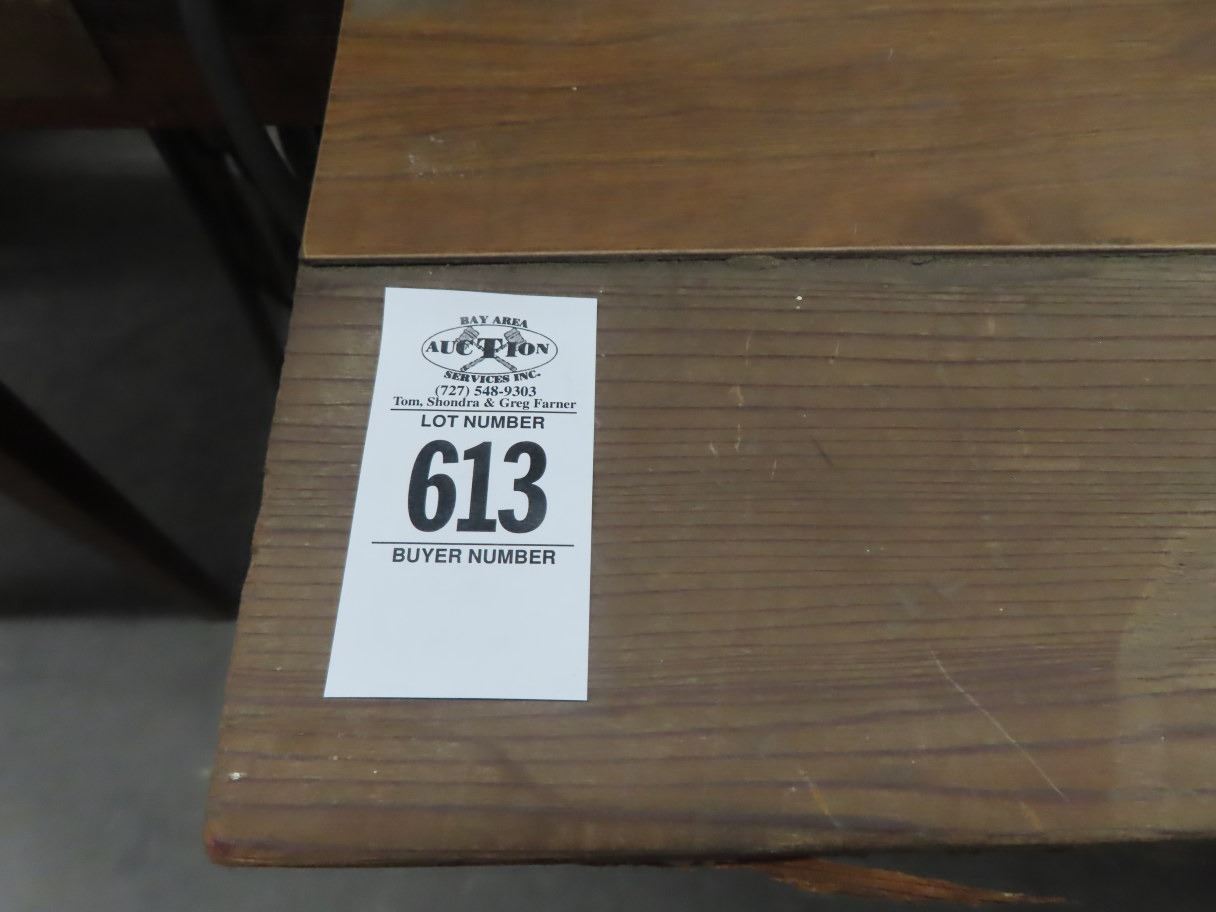 BAY AREA
AUCTION
SERVICES INC.
(727) 548-9303
Tom, Shondra & Greg Farner
LOT NUMBER
613
BUYER NUMBER